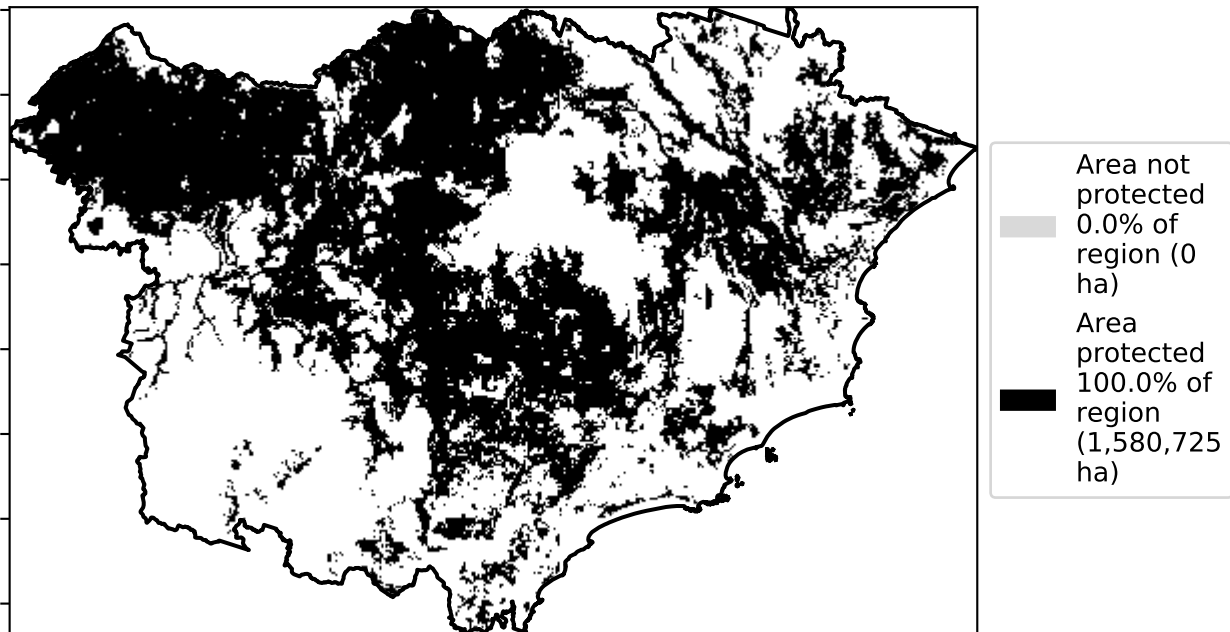 Area not
protected
0.0% of
region (0
ha)
Area
protected
100.0% of
region
(1,580,725
ha)